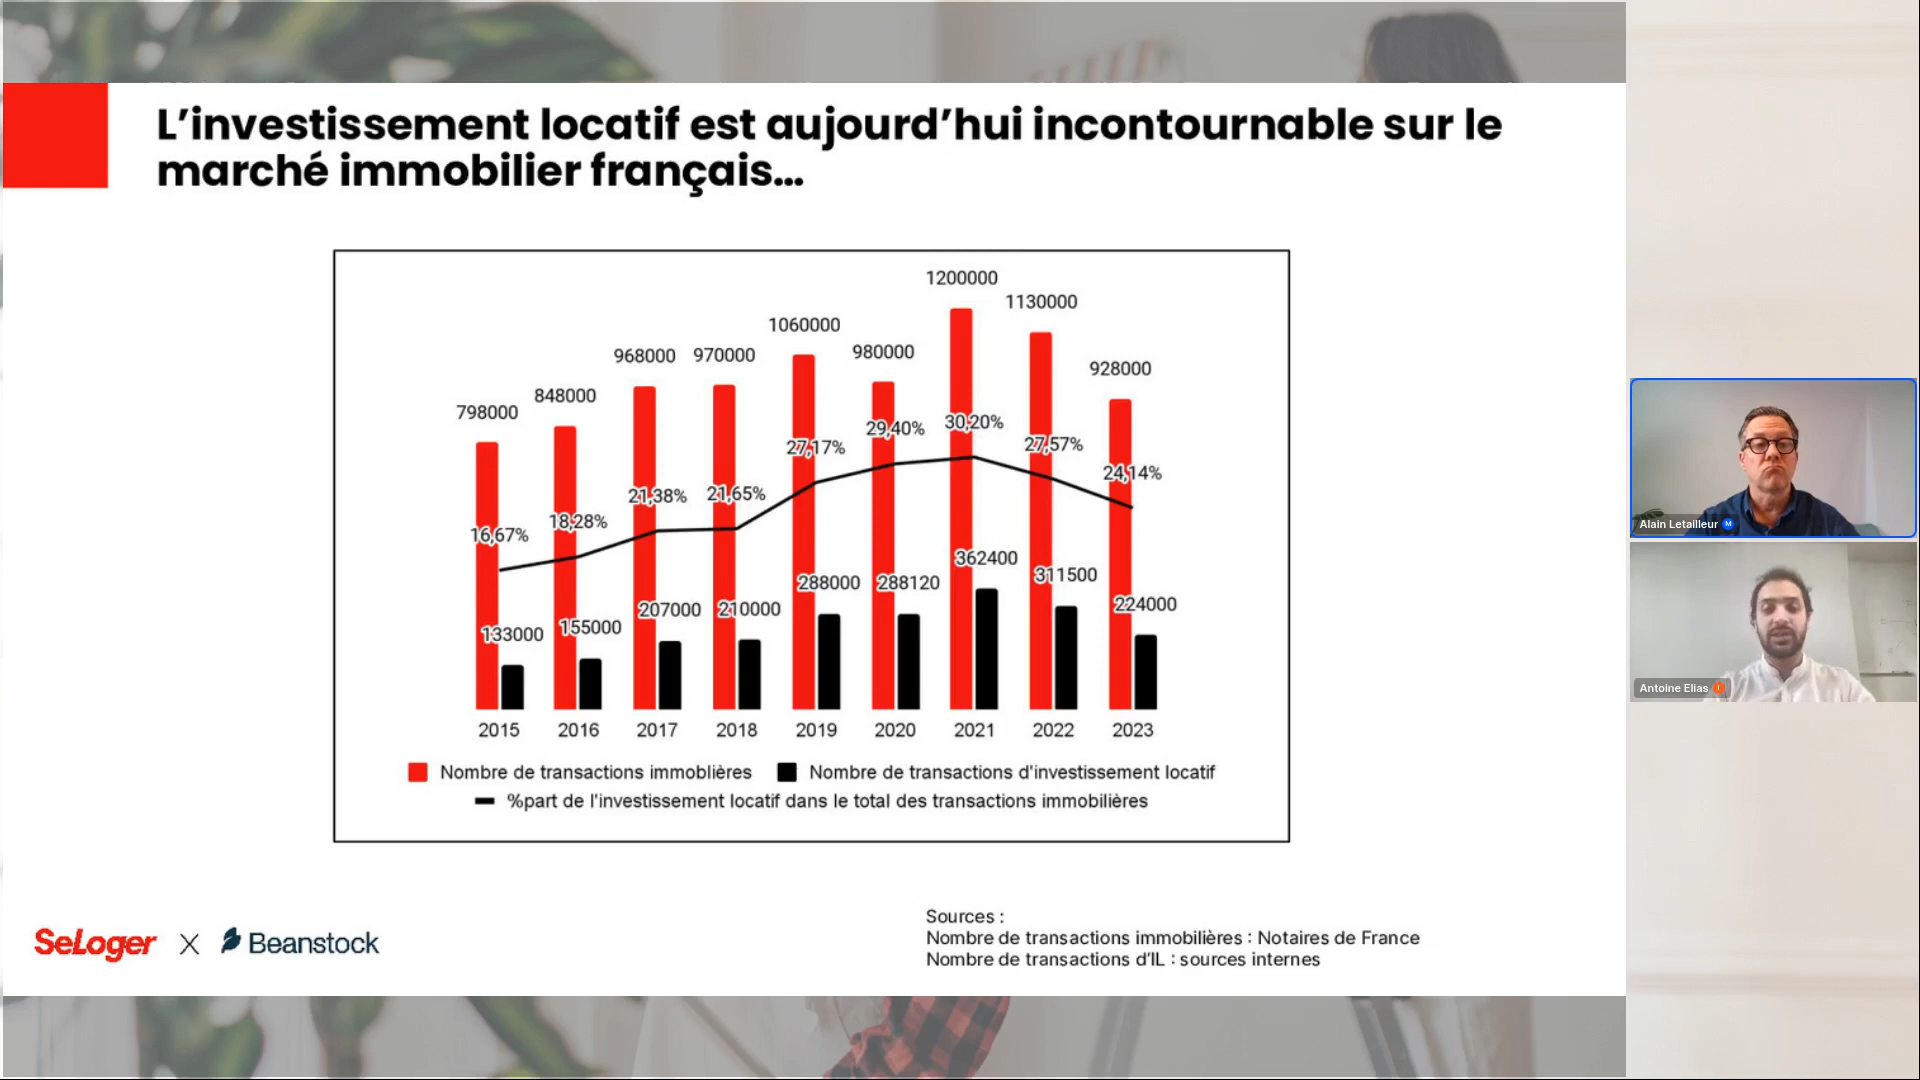 L’investissement locatif est aujourd’hui incontournable sur le
marché immobilier français...
1200000
1130000
1060000
980000
968000 970000
928000
848000
798000
30,20%
29,40%
27,57%
27,17%
24,14%
21,38% 21,65%
18,28%
16,67%
362400
311500
288000 288120
224000
207000 210000
155000
133000
2015 2016 2017 2018 2019 2020 2021 2022 2023
Nombre de transactions immoblières Nombre de transactions d'investissement locatif
%part de l'investissement locatif dans le total des transactions immobilières
Sources :
Nombre de transactions immobilières : Notaires de France
Nombre de transactions d’IL : sources internes
SeLoger X Beanstock
Alain Letailleur M
Antoine Elias